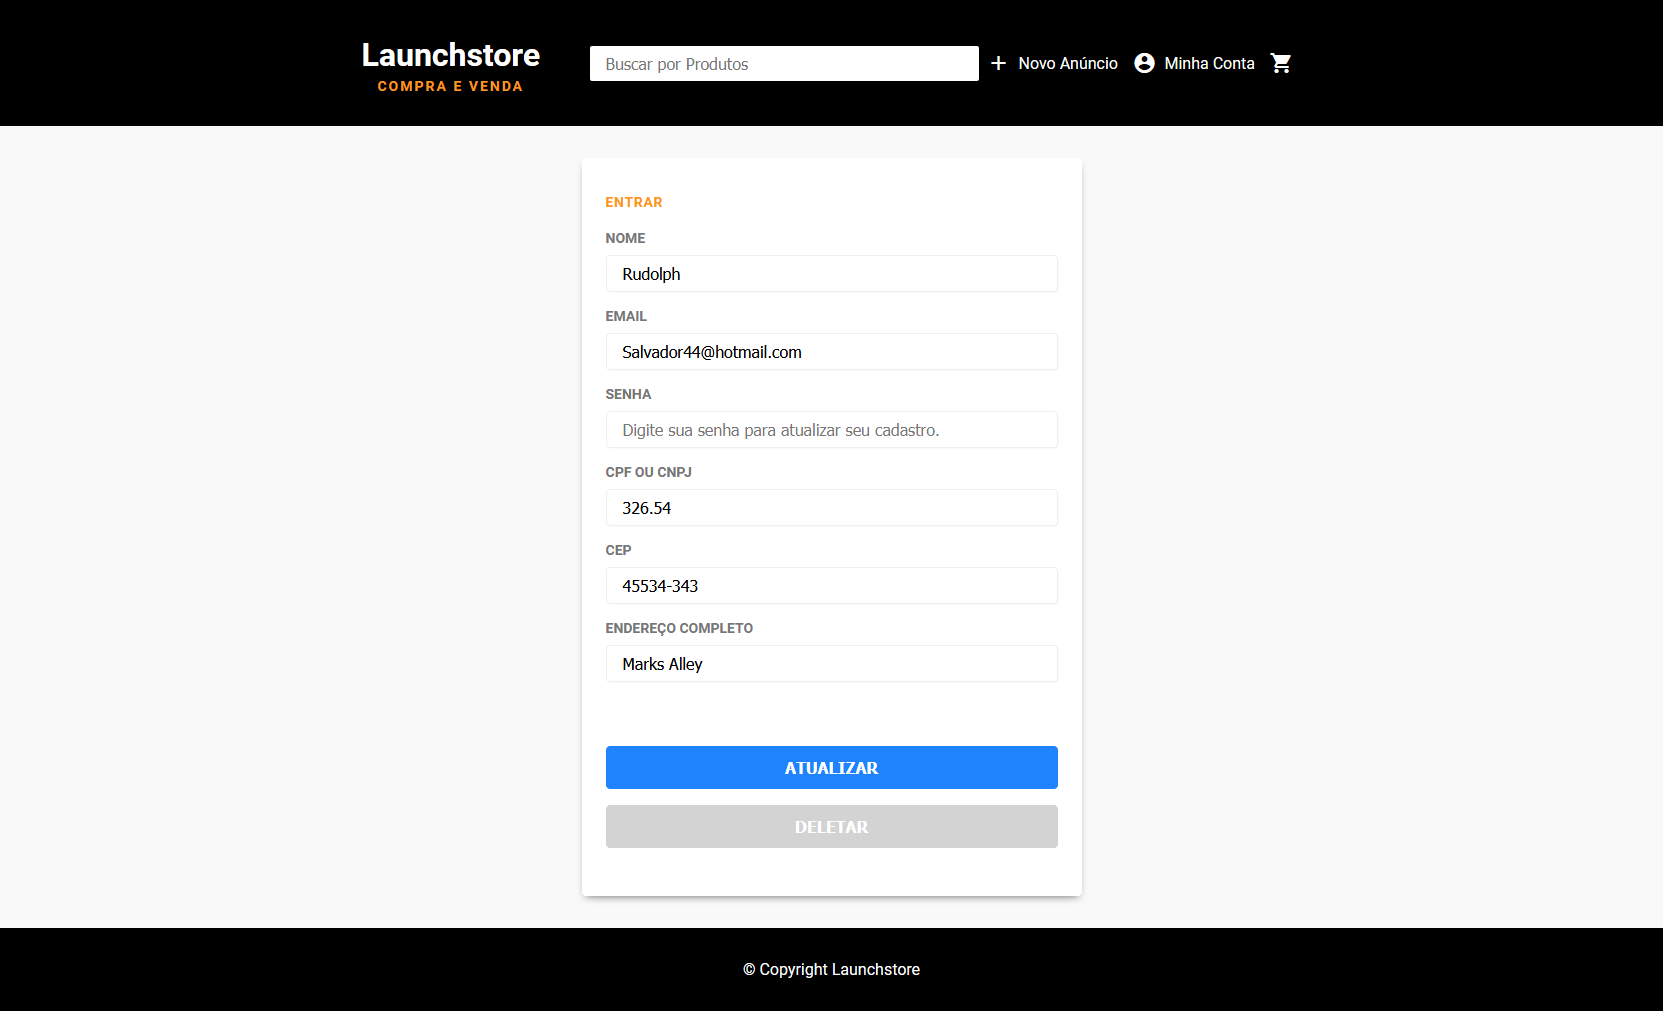 Launchstore
COMPRA E VENDA
Buscar por Produtos
Novo Anúncio
Minha Conta
ENTRAR
NOME
Rudolph
EMAIL
Salvador44@hotmail.com
SENHA
Digite sua senha para atualizar seu cadastro.
CPF OU CNPJ
326.54
CEP
45534-343
ENDEREÇO COMPLETO
Marks Alley
ATUALIZAR
DELETAR
© Copyright Launchstore